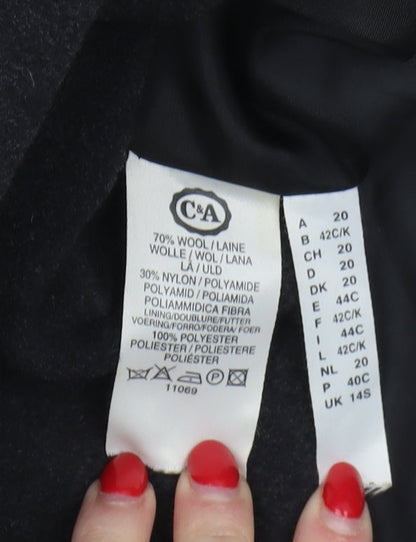 C&A
70% WOOL/LAINE
WOLLE/WOL/LANA
LÃ/ULD
30% NYLON/POLYAMIDE
POLYAMID/POLIAMIDA
POLIAMMIDICA FIBRA
LINING/DOUBLURE/FUTTER
VOERING/FORRO/FODERA/FOER
100% POLYESTER
POLIESTER/POLIESTERE
POLIÉSTER
P
11069
A 20
B 42C/K
CH 20
D 20
DK 20
E 44C
F 42C/K
I 44C
L 42C/K
NL 20
P 40C
UK 14S